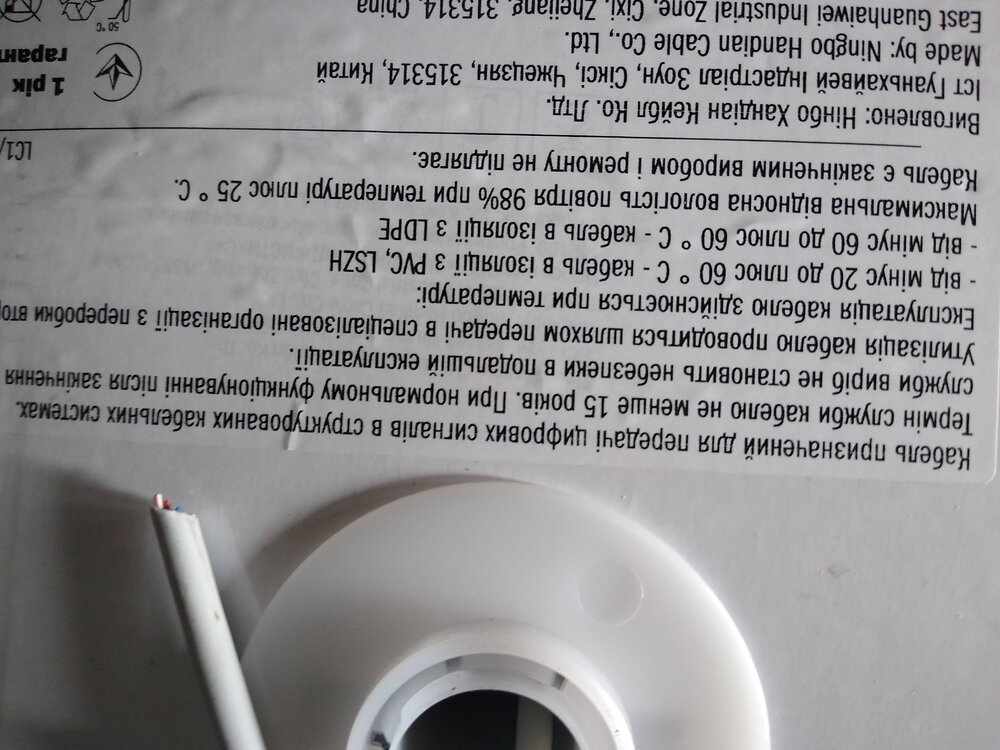 Кабель призначений для передачі цифрових сигналів в структурованих кабельних системах.
Термін служби кабелю не менше 15 років. При нормальному функціонуванні після закінчення
служби виріб не становить небезпеки в подальшій експлуатації.
Утилізація кабелю проводиться шляхом передачі в спеціалізовані організації з переробки втор
Експлуатація кабелю здійснюється при температурі:
- від мінус 20 до плюс 60 ° С - кабель в ізоляції з PVC, LSZH
- від мінус 60 до плюс 60 ° С - кабель в ізоляції з LDPE
Максимальна відносна вологість повітря 98% при температурі плюс 25 ° С.
Кабель є закінченим виробом і ремонту не підлягає.
LC1/
Виговлено: Нінбо Хандіан Кейбл Ко. Лтд.
Іст Гуаньхайвей Індастріал Зоун, Сіксі, Чжецзян, 315314, Китай
Made by: Ningbo Handian Cable Co., Ltd.
East Guanhaiwei Industrial Zone, Cixi, Zhejiang, 315314, China
1 рік
гарант
50 °C